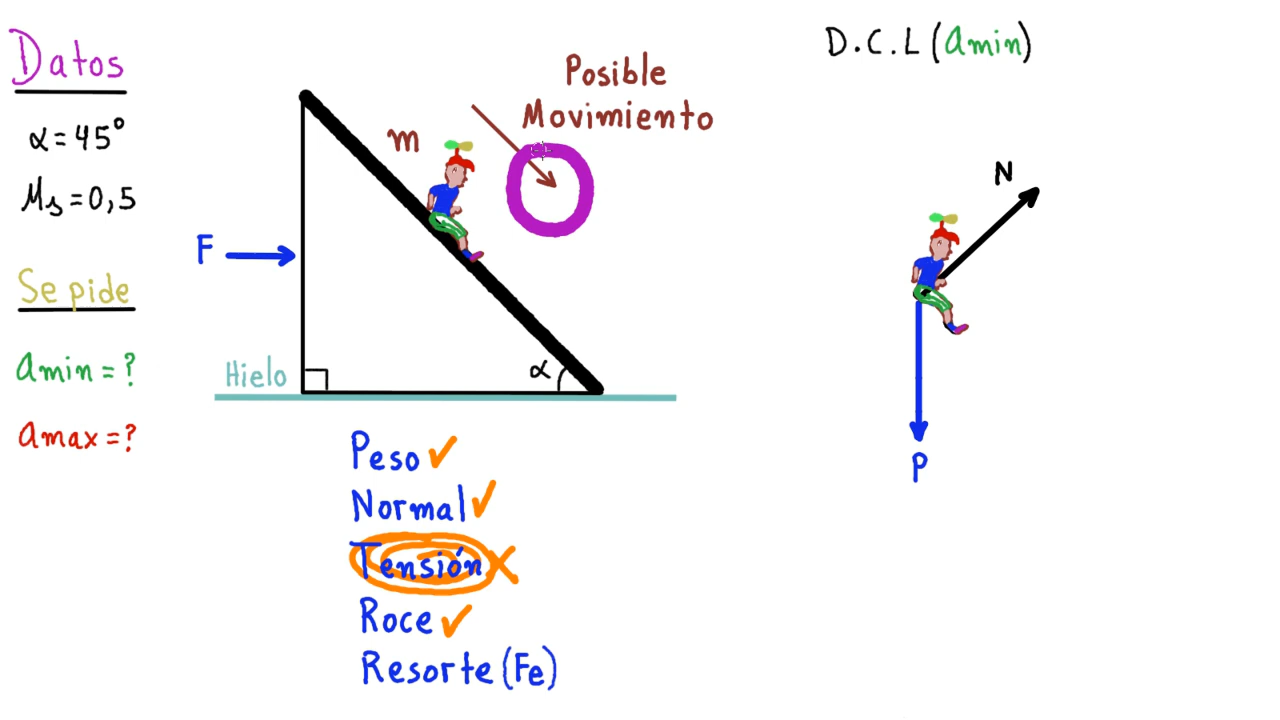 Datos
α = 45°
μs = 0,5
Se pide
amin = ?
amax = ?
Posible
Movimiento
m
F
Hielo
α
Peso ✓
Normal ✓
Tensión X
Roce ✓
Resorte (Fe)
D.C.L (amin)
N
P